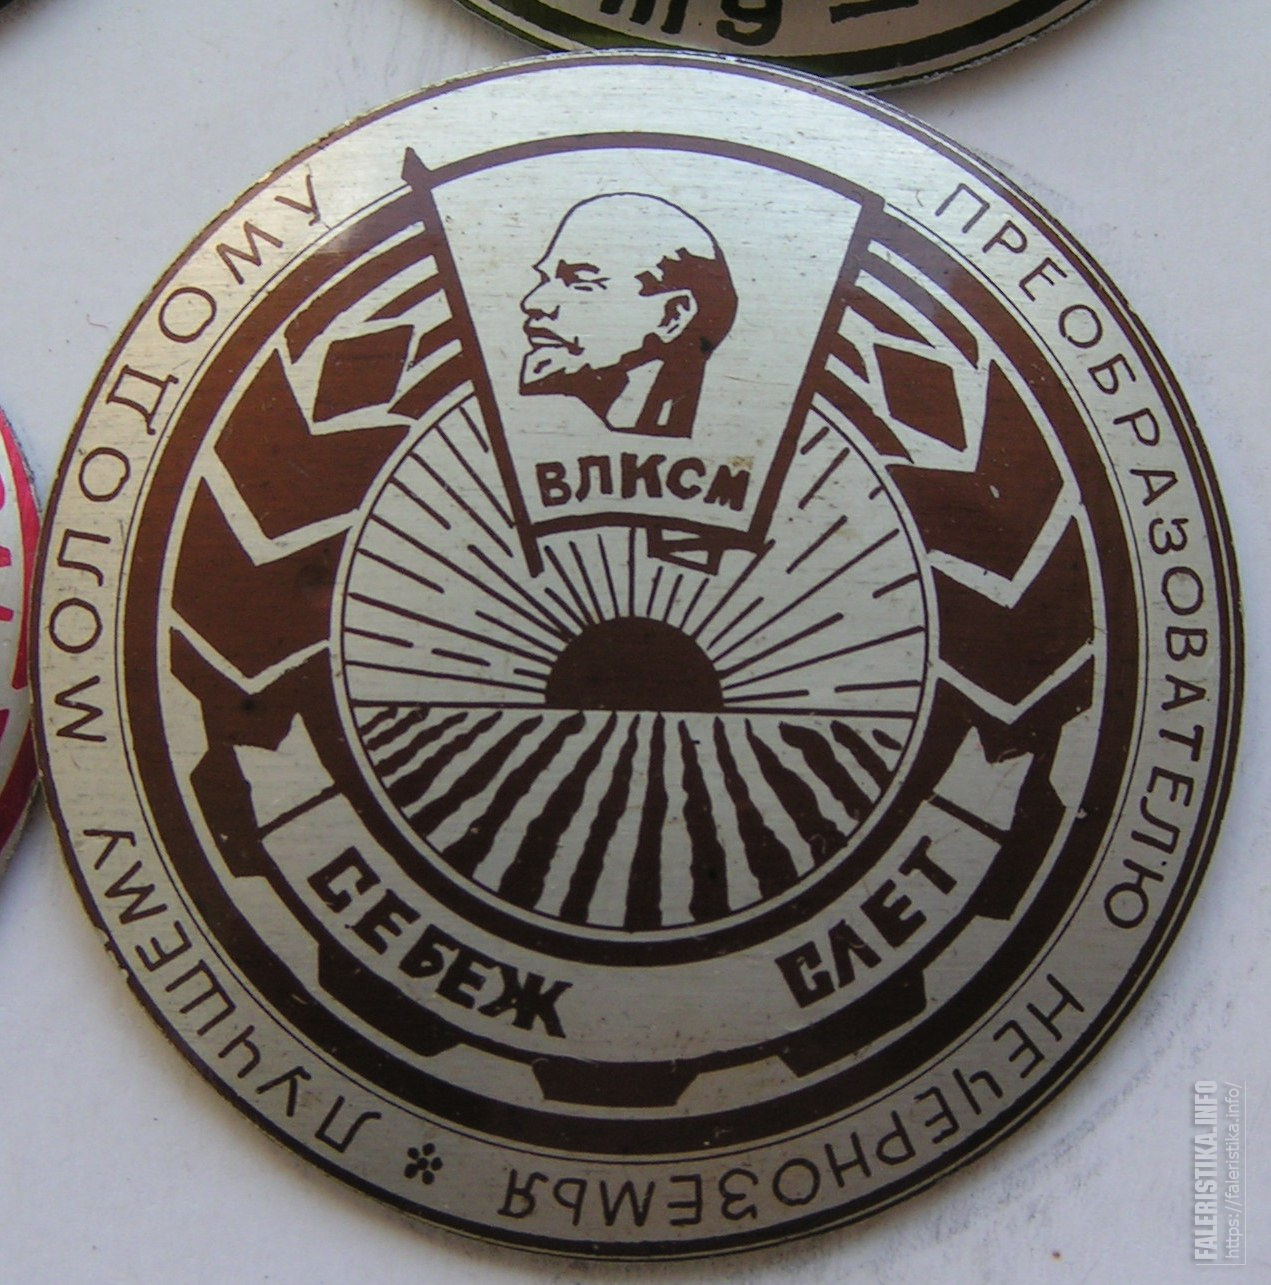 ЛУЧШЕМУ МОЛОДОМУ ПРЕОБРАЗОВАТЕЛЮ НЕЧЕРНОЗЕМЬЯ
ВЛКСМ
СЕБЕЖ СЛЕТ
FALERISTIKA.INFO
https://faleristika.info/